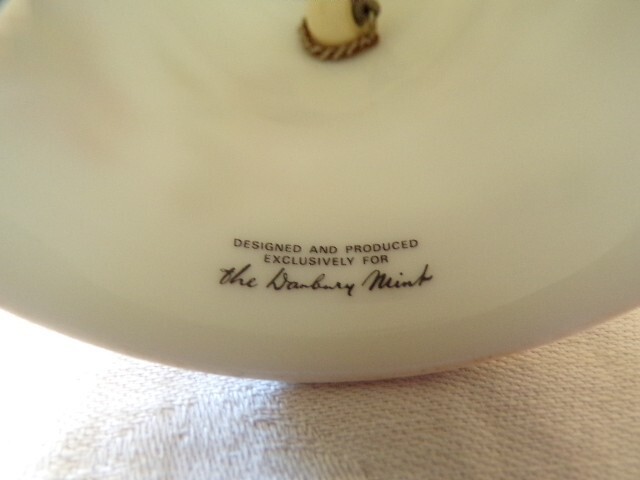 DESIGNED AND PRODUCED
EXCLUSIVELY FOR
the Danbury Mint